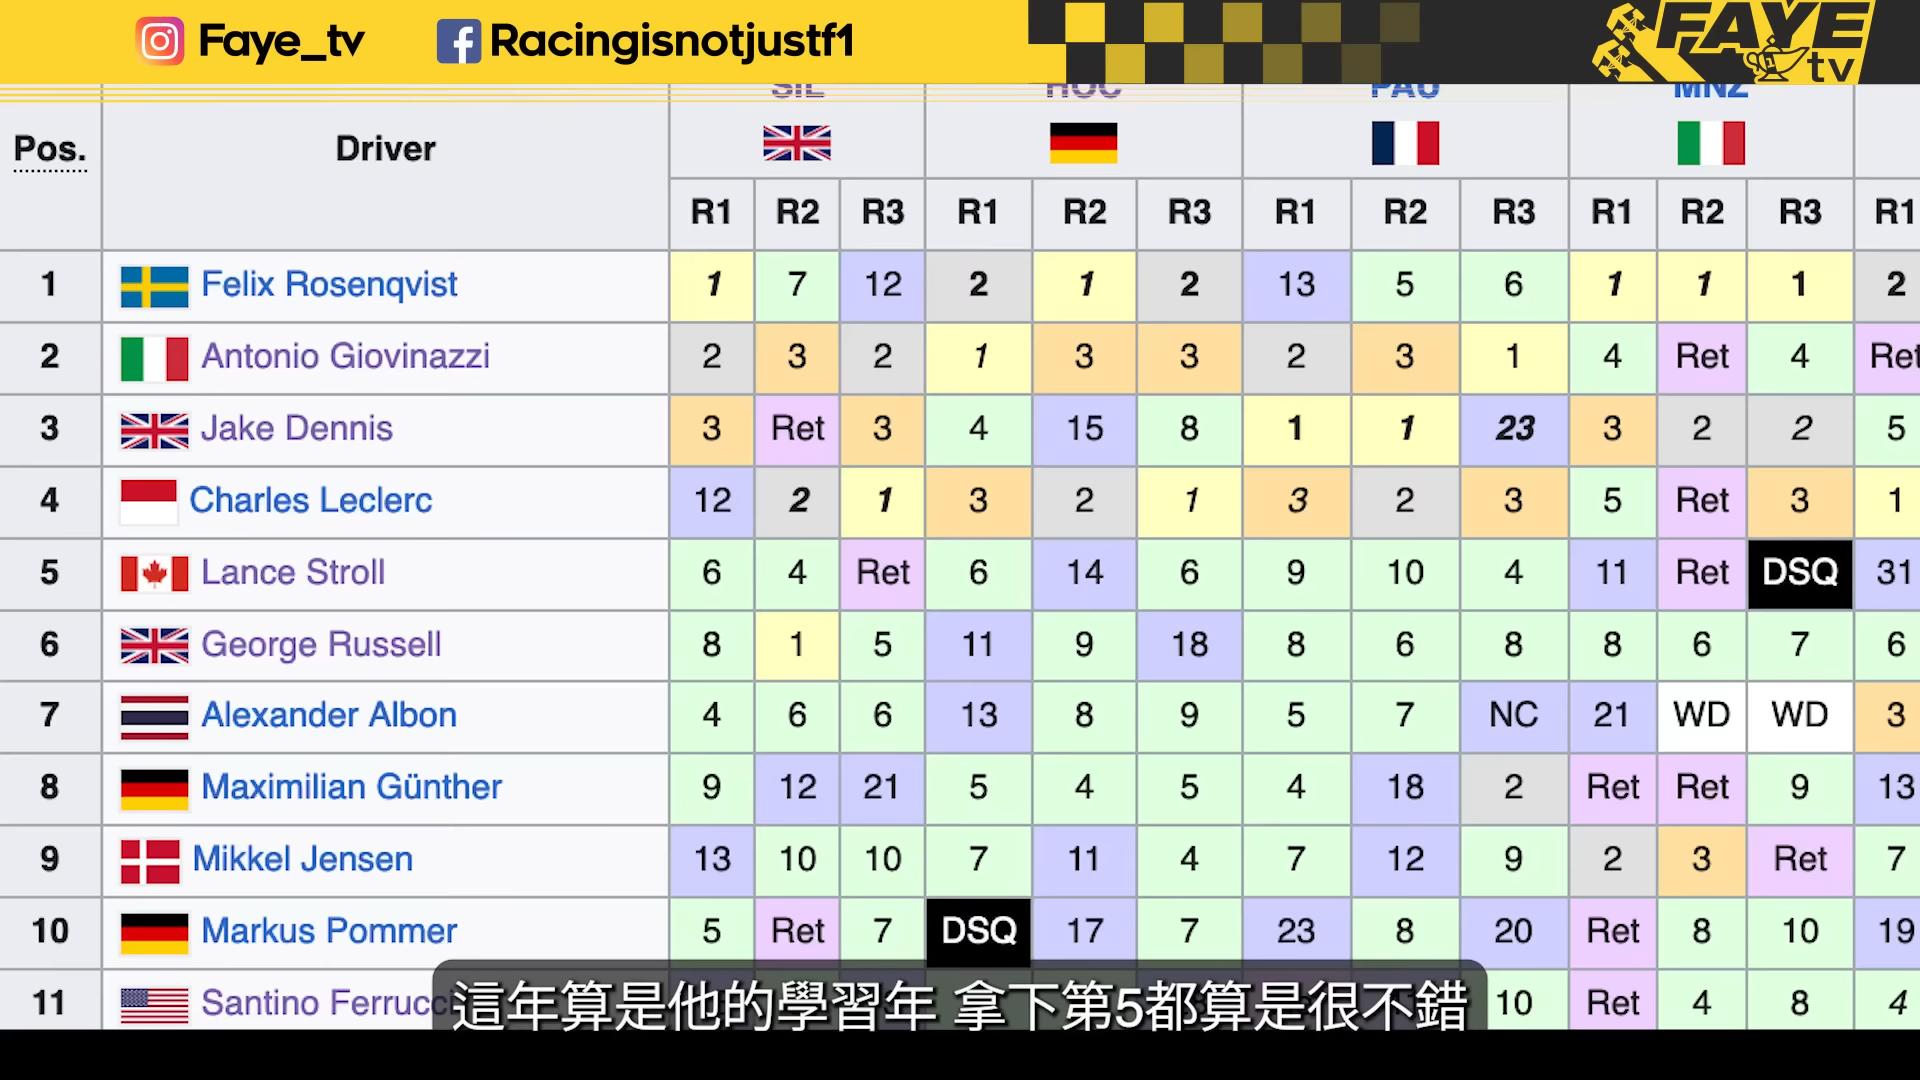 Faye_tv Racingisnotjustf1 FAYE tv
SIL HOC PAU MNZ
Pos. Driver
R1 R2 R3 R1 R2 R3 R1 R2 R3 R1 R2 R3 R1
1 Felix Rosenqvist 1 7 12 2 1 2 13 5 6 1 1 1 2
2 Antonio Giovinazzi 2 3 2 1 3 3 2 3 1 4 Ret 4 Ret
3 Jake Dennis 3 Ret 3 4 15 8 1 1 23 3 2 2 5
4 Charles Leclerc 12 2 1 3 2 1 3 2 3 5 Ret 3 1
5 Lance Stroll 6 4 Ret 6 14 6 9 10 4 11 Ret DSQ 31
6 George Russell 8 1 5 11 9 18 8 6 8 8 6 7 6
7 Alexander Albon 4 6 6 13 8 9 5 7 NC 21 WD WD 3
8 Maximilian Günther 9 12 21 5 4 5 4 18 2 Ret Ret 9 13
9 Mikkel Jensen 13 10 10 7 11 4 7 12 9 2 3 Ret 7
10 Markus Pommer 5 Ret 7 DSQ 17 7 23 8 20 Ret 8 10 19
11 Santino Ferrucc 10 Ret 4 8 4
這年算是他的學習年 拿下第5都算是很不錯